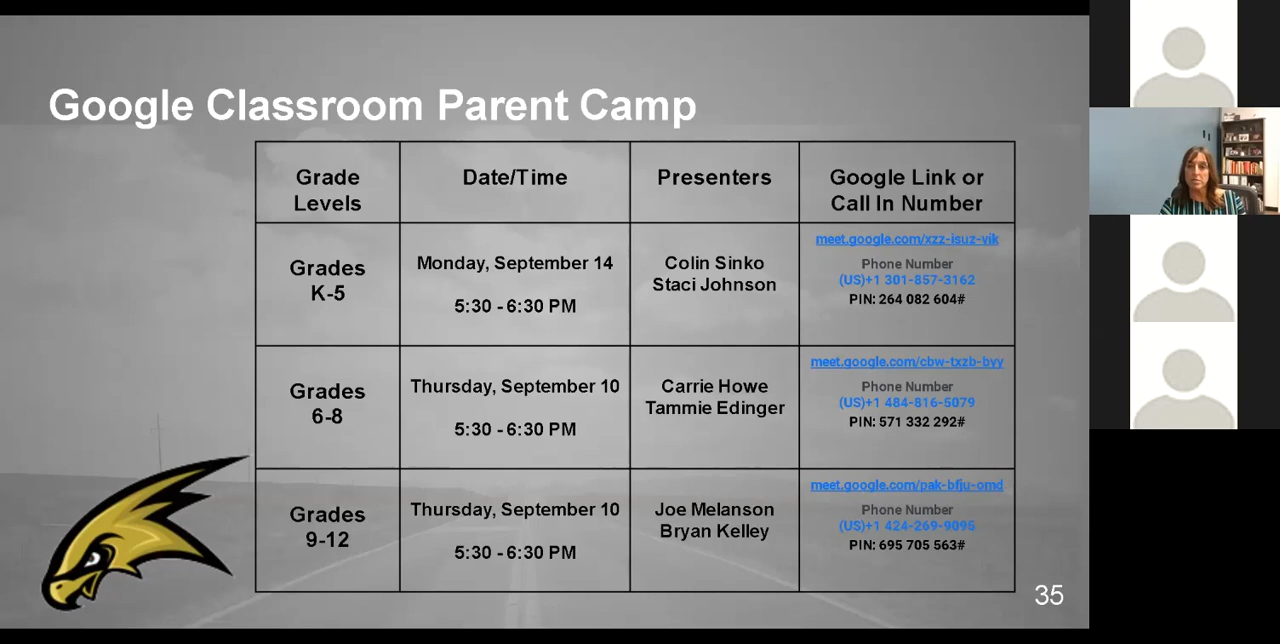 Google Classroom Parent Camp
Grade
Levels
Date/Time
Presenters
Google Link or
Call In Number
Grades
K-5
Monday, September 14
5:30 - 6:30 PM
Colin Sinko
Staci Johnson
meet.google.com/xzz-isuz-vik
Phone Number
(US)+1 301-857-3162
PIN: 264 082 604#
Grades
6-8
Thursday, September 10
5:30 - 6:30 PM
Carrie Howe
Tammie Edinger
meet.google.com/cbw-txzb-byy
Phone Number
(US)+1 484-816-5079
PIN: 571 332 292#
Grades
9-12
Thursday, September 10
5:30 - 6:30 PM
Joe Melanson
Bryan Kelley
meet.google.com/pak-bfju-omd
Phone Number
(US)+1 424-269-9095
PIN: 695 705 563#
35